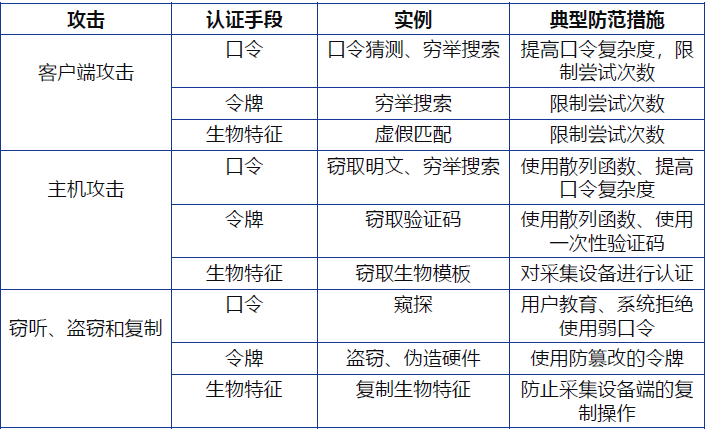 攻击 认证手段 实例 典型防范措施
客户端攻击 口令 口令猜测、穷举搜索 提高口令复杂度，限
制尝试次数
令牌 穷举搜索 限制尝试次数
生物特征 虚假匹配 限制尝试次数
主机攻击 口令 窃取明文、穷举搜索 使用散列函数、提高
口令复杂度
令牌 窃取验证码 使用散列函数、使用
一次性验证码
生物特征 窃取生物模板 对采集设备进行认证
窃听、盗窃和复制 口令 窥探 用户教育、系统拒绝
使用弱口令
令牌 盗窃、伪造硬件 使用防篡改的令牌
生物特征 复制生物特征 防止采集设备端的复
制操作